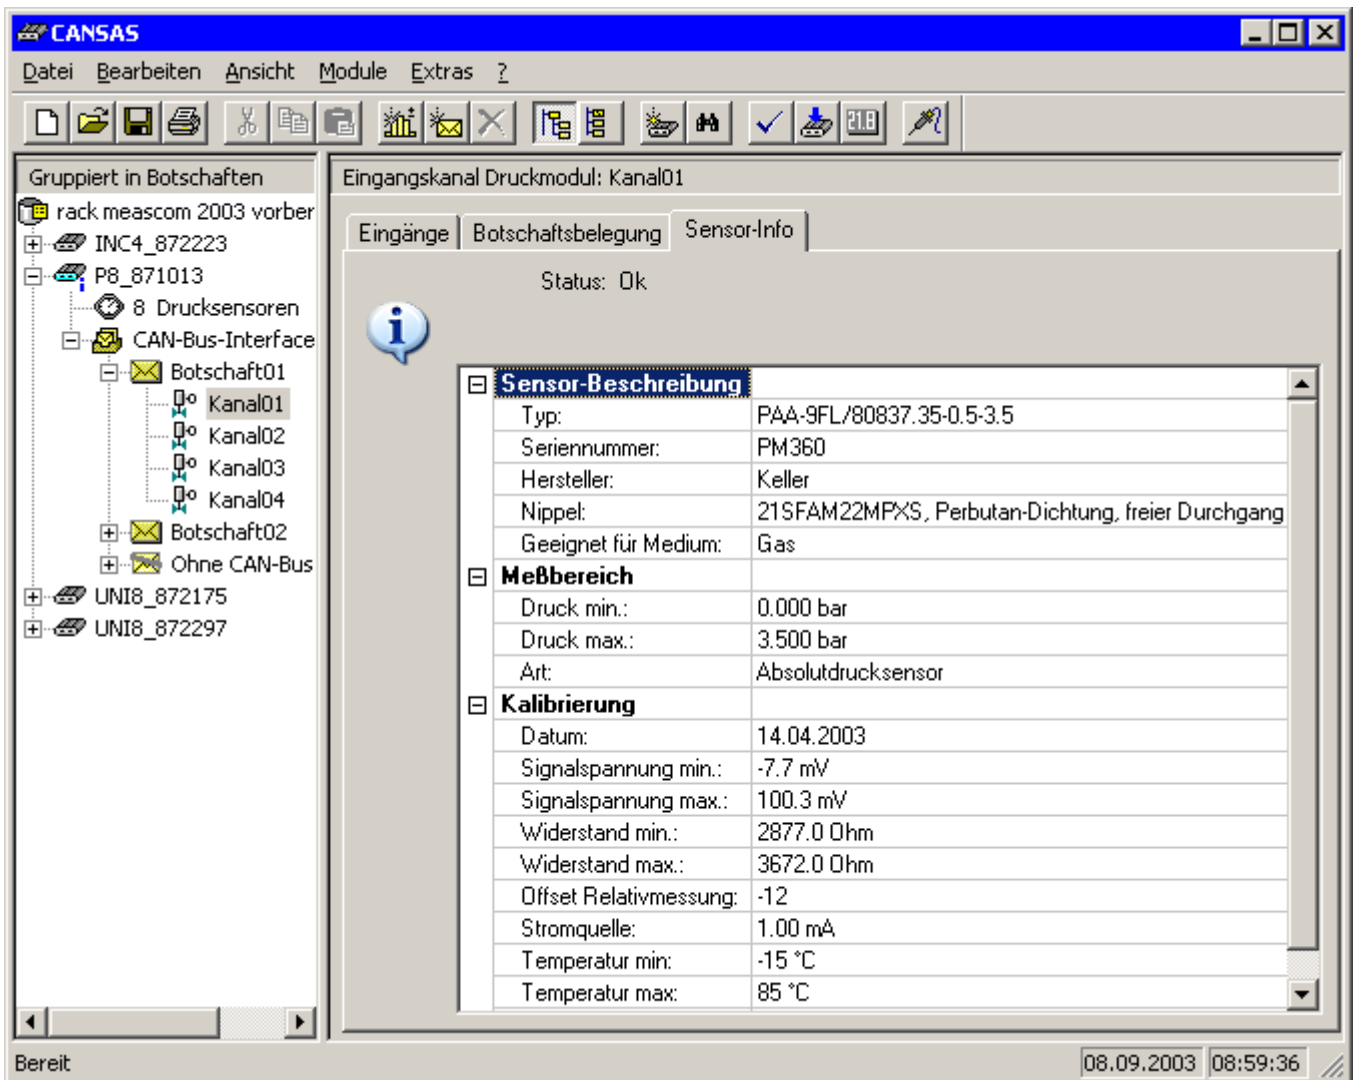 CANSAS
Datei Bearbeiten Ansicht Module Extras ?
Gruppiert in Botschaften
rack meascom 2003 vorber
INC4_872223
P8_871013
8 Drucksensoren
CAN-Bus-Interface
Botschaft01
Kanal01
Kanal02
Kanal03
Kanal04
Botschaft02
Ohne CAN-Bus
UNI8_872175
UNI8_872297
Eingangskanal Druckmodul: Kanal01
Eingänge Botschaftsbelegung Sensor-Info
Status: Ok
Sensor-Beschreibung
Typ: PAA-9FL/80837.35-0.5-3.5
Seriennummer: PM360
Hersteller: Keller
Nippel: 21SFAM22MPXS, Perbutan-Dichtung, freier Durchgang
Geeignet für Medium: Gas
Meßbereich
Druck min.: 0.000 bar
Druck max.: 3.500 bar
Art: Absolutdrucksensor
Kalibrierung
Datum: 14.04.2003
Signalspannung min.: -7.7 mV
Signalspannung max.: 100.3 mV
Widerstand min.: 2877.0 Ohm
Widerstand max.: 3672.0 Ohm
Offset Relativmessung: -12
Stromquelle: 1.00 mA
Temperatur min: -15 °C
Temperatur max: 85 °C
Bereit 08.09.2003 08:59:36